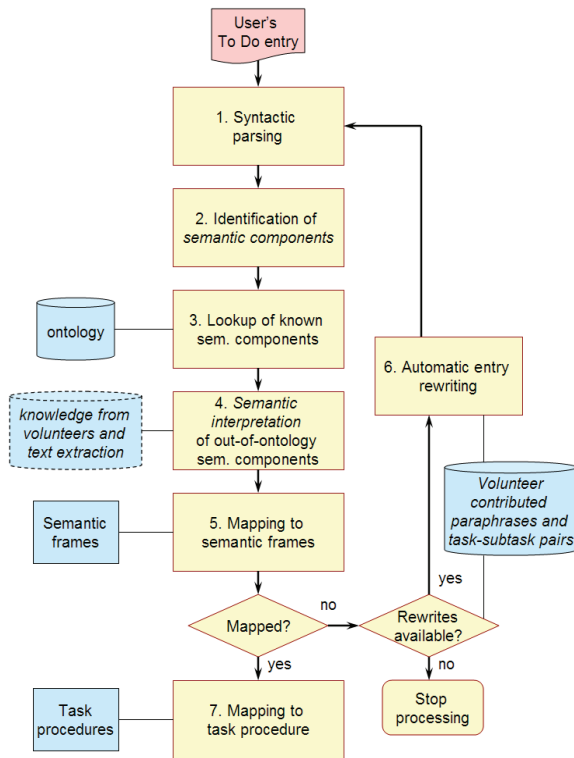 User's
To Do entry
1. Syntactic
parsing
2. Identification of
semantic components
ontology
3. Lookup of known
sem. components
6. Automatic entry
rewriting
knowledge from
volunteers and
text extraction
4. Semantic
interpretation
of out-of-ontology
sem. components
Volunteer
contributed
paraphrases and
task-subtask pairs
Semantic
frames
5. Mapping to
semantic frames
yes
no
Mapped?
Rewrites
available?
yes
no
Task
procedures
7. Mapping to
task procedure
Stop
processing